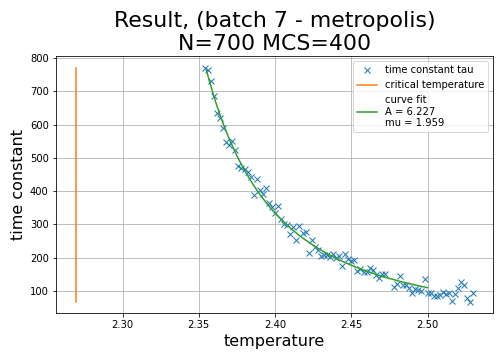 Result, (batch 7 - metropolis)
N=700 MCS=400
time constant tau
critical temperature
curve fit
A = 6.227
mu = 1.959
time constant
800
700
600
500
400
300
200
100
2.30
2.35
2.40
2.45
2.50
temperature